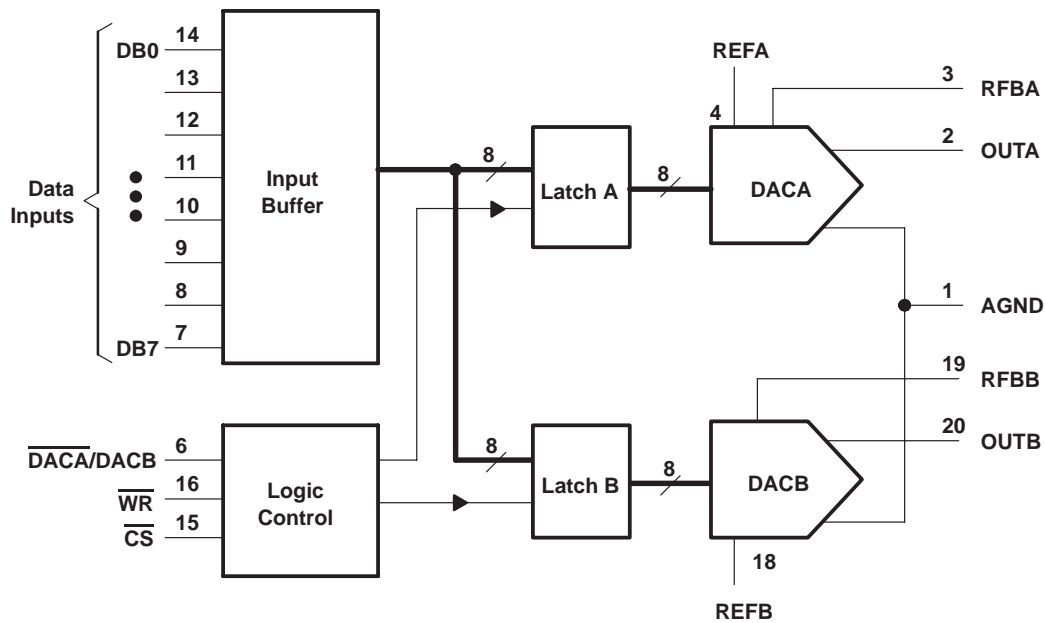 DB0
14
13
12
11
10
9
8
DB7
7
Data
Inputs
Input
Buffer
DACA/DACB
6
WR
16
CS
15
Logic
Control
8
Latch A
8
REFA
4
DACA
3
RFBA
2
OUTA
1
AGND
8
Latch B
8
DACB
19
RFBB
20
OUTB
18
REFB